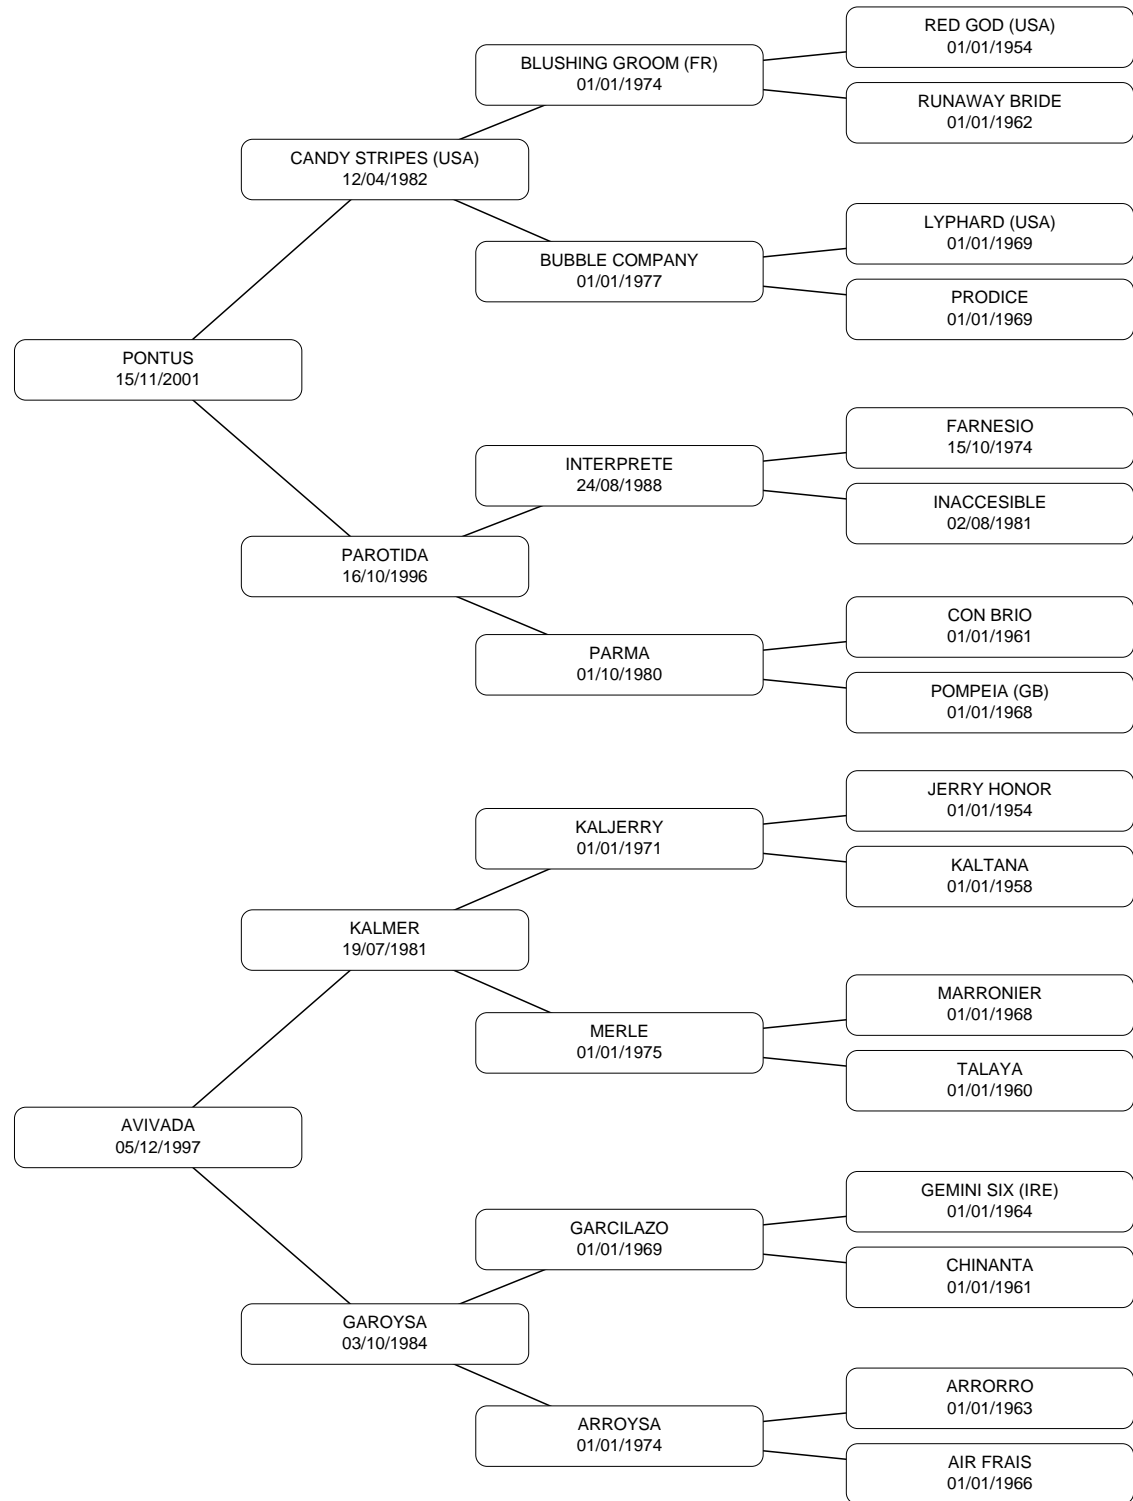 RED GOD (USA)
01/01/1954
BLUSHING GROOM (FR)
01/01/1974
RUNAWAY BRIDE
01/01/1962
CANDY STRIPES (USA)
12/04/1982
LYPHARD (USA)
01/01/1969
BUBBLE COMPANY
01/01/1977
PRODICE
01/01/1969
PONTUS
15/11/2001
FARNESIO
15/10/1974
INTERPRETE
24/08/1988
INACCESIBLE
02/08/1981
PAROTIDA
16/10/1996
CON BRIO
01/01/1961
PARMA
01/10/1980
POMPEIA (GB)
01/01/1968
JERRY HONOR
01/01/1954
KALJERRY
01/01/1971
KALTANA
01/01/1958
KALMER
19/07/1981
MARRONIER
01/01/1968
MERLE
01/01/1975
TALAYA
01/01/1960
AVIVADA
05/12/1997
GEMINI SIX (IRE)
01/01/1964
GARCILAZO
01/01/1969
CHINANTA
01/01/1961
GAROYSA
03/10/1984
ARRORRO
01/01/1963
ARROYSA
01/01/1974
AIR FRAIS
01/01/1966